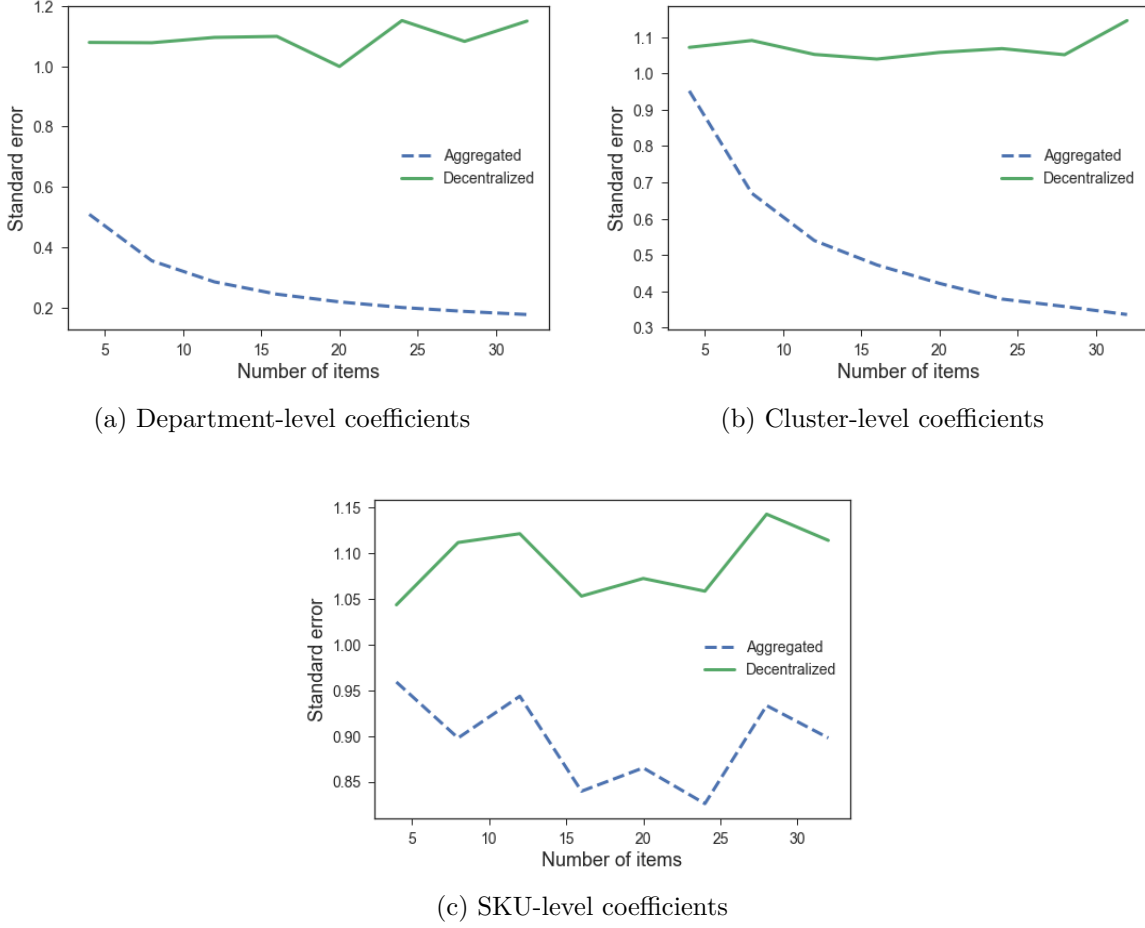 1.2
1.0
0.8
0.6
0.4
0.2
Standard error
Aggregated
Decentralized
5 10 15 20 25 30
Number of items
(a) Department-level coefficients
1.1
1.0
0.9
0.8
0.7
0.6
0.5
0.4
0.3
Standard error
Aggregated
Decentralized
5 10 15 20 25 30
Number of items
(b) Cluster-level coefficients
1.15
1.10
1.05
1.00
0.95
0.90
0.85
Standard error
Aggregated
Decentralized
5 10 15 20 25 30
Number of items
(c) SKU-level coefficients